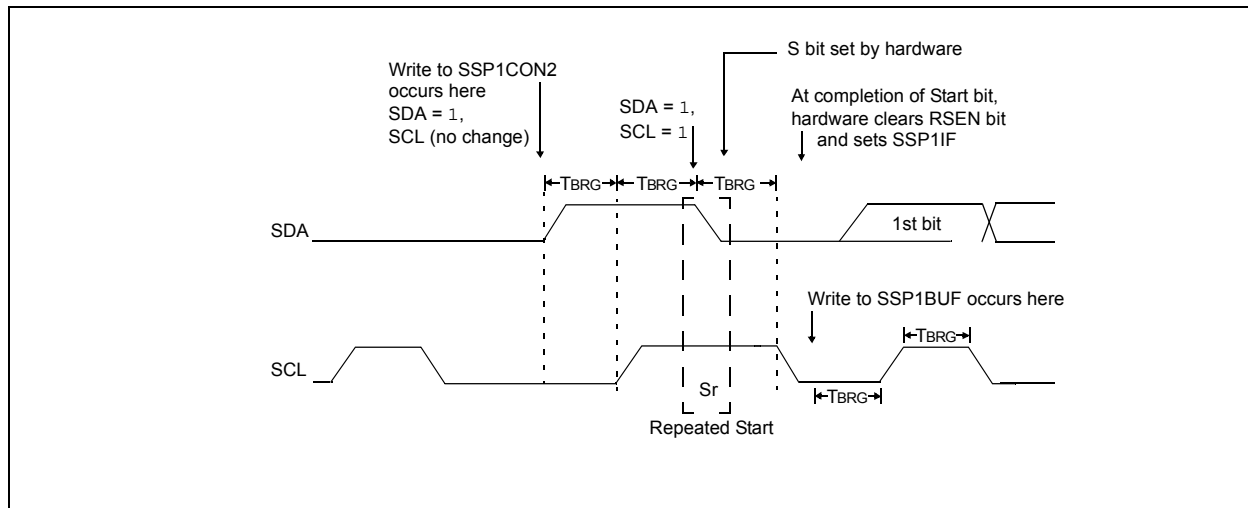 S bit set by hardware
Write to SSP1CON2
occurs here
SDA = 1,
SCL (no change)
SDA = 1,
SCL = 1
At completion of Start bit,
hardware clears RSEN bit
and sets SSP1IF
TBRG TBRG TBRG
SDA
1st bit
Write to SSP1BUF occurs here
TBRG
SCL
Sr
TBRG
Repeated Start